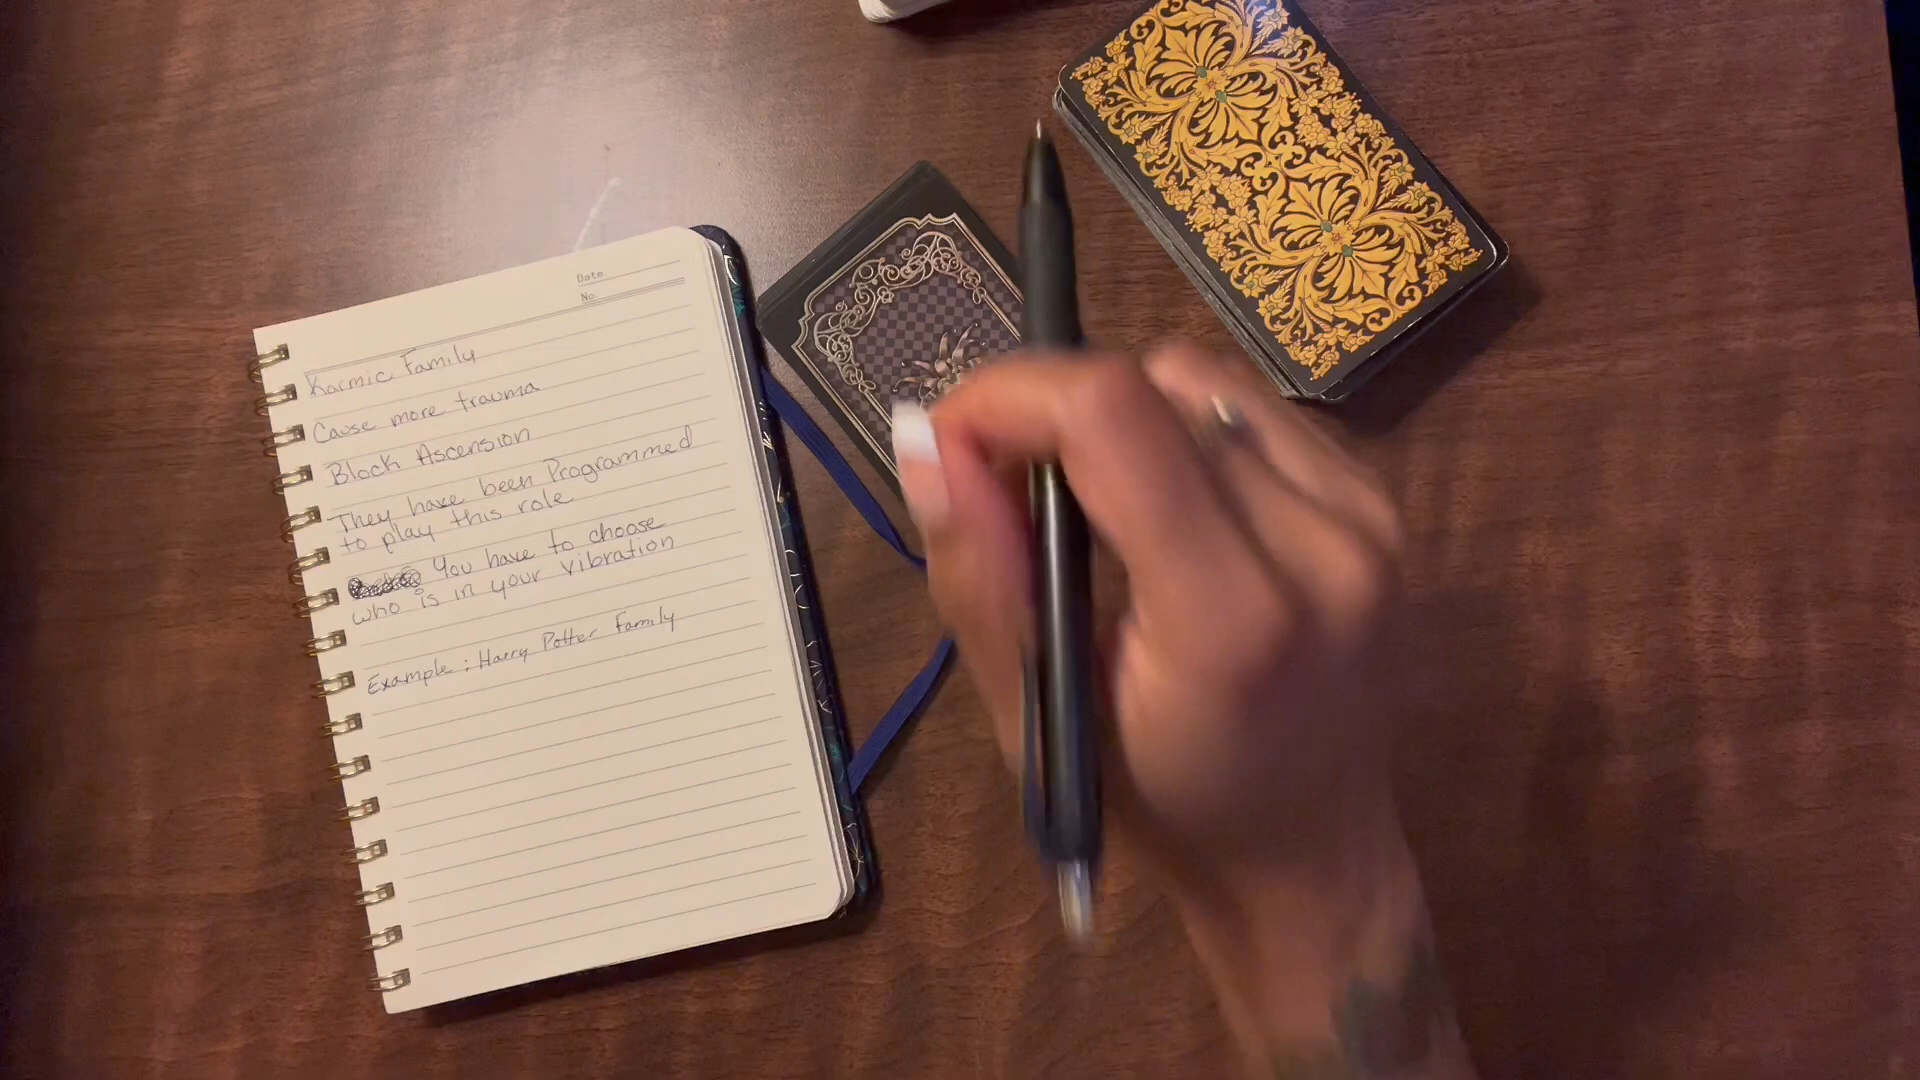 Date
No.
Karmic Family
Cause more trauma
Block Ascension
They have been Programmed
to play this role
You have to choose
who is in your vibration
Example : Harry Potter Family